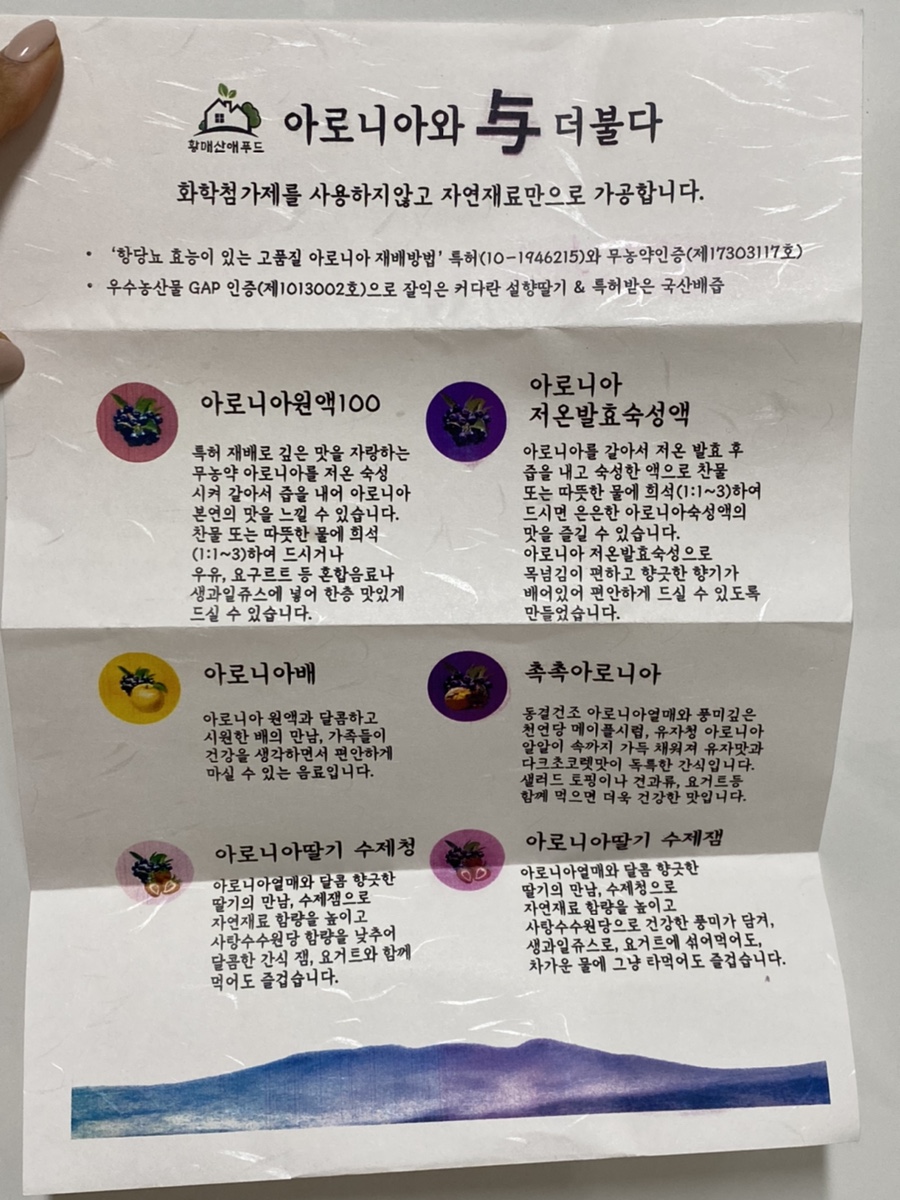 황매산애푸드
아로니아와 与 더불다
화학첨가제를 사용하지않고 자연재료만으로 가공합니다.
• '항당뇨 효능이 있는 고품질 아로니아 재배방법' 특허(10-1946215)와 무농약인증(제17303117호)
• 우수농산물 GAP 인증(제1013002호)으로 잘익은 커다란 설향딸기 & 특허받은 국산배즙
아로니아원액100
특허 재배로 깊은 맛을 자랑하는
무농약 아로니아를 저온 숙성
시켜 갈아서 즙을 내어 아로니아
본연의 맛을 느낄 수 있습니다.
찬물 또는 따뜻한 물에 희석
(1:1~3)하여 드시거나
우유, 요구르트 등 혼합음료나
생과일쥬스에 넣어 한층 맛있게
드실 수 있습니다.
아로니아
저온발효숙성액
아로니아를 갈아서 저온 발효 후
즙을 내고 숙성한 액으로 찬물
또는 따뜻한 물에 희석(1:1~3)하여
드시면 은은한 아로니아숙성액의
맛을 즐길 수 있습니다.
아로니아 저온발효숙성으로
목넘김이 편하고 향긋한 향기가
배어있어 편안하게 드실 수 있도록
만들었습니다.
아로니아배
아로니아 원액과 달콤하고
시원한 배의 만남, 가족들이
건강을 생각하면서 편안하게
마실 수 있는 음료입니다.
촉촉아로니아
동결건조 아로니아열매와 풍미깊은
천연당 메이플시럽, 유자청 아로니아
알알이 속까지 가득 채워져 유자맛과
다크초코렛맛이 독특한 간식입니다.
샐러드 토핑이나 견과류, 요거트등
함께 먹으면 더욱 건강한 맛입니다.
아로니아딸기 수제청
아로니아열매와 달콤 향긋한
딸기의 만남, 수제잼으로
자연재료 함량을 높이고
사탕수수원당 함량을 낮추어
달콤한 간식 잼, 요거트와 함께
먹어도 즐겁습니다.
아로니아딸기 수제잼
아로니아열매와 달콤 향긋한
딸기의 만남, 수제청으로
자연재료 함량을 높이고
사탕수수원당으로 건강한 풍미가 담겨,
생과일쥬스로, 요거트에 섞어먹어도,
차가운 물에 그냥 타먹어도 즐겁습니다.